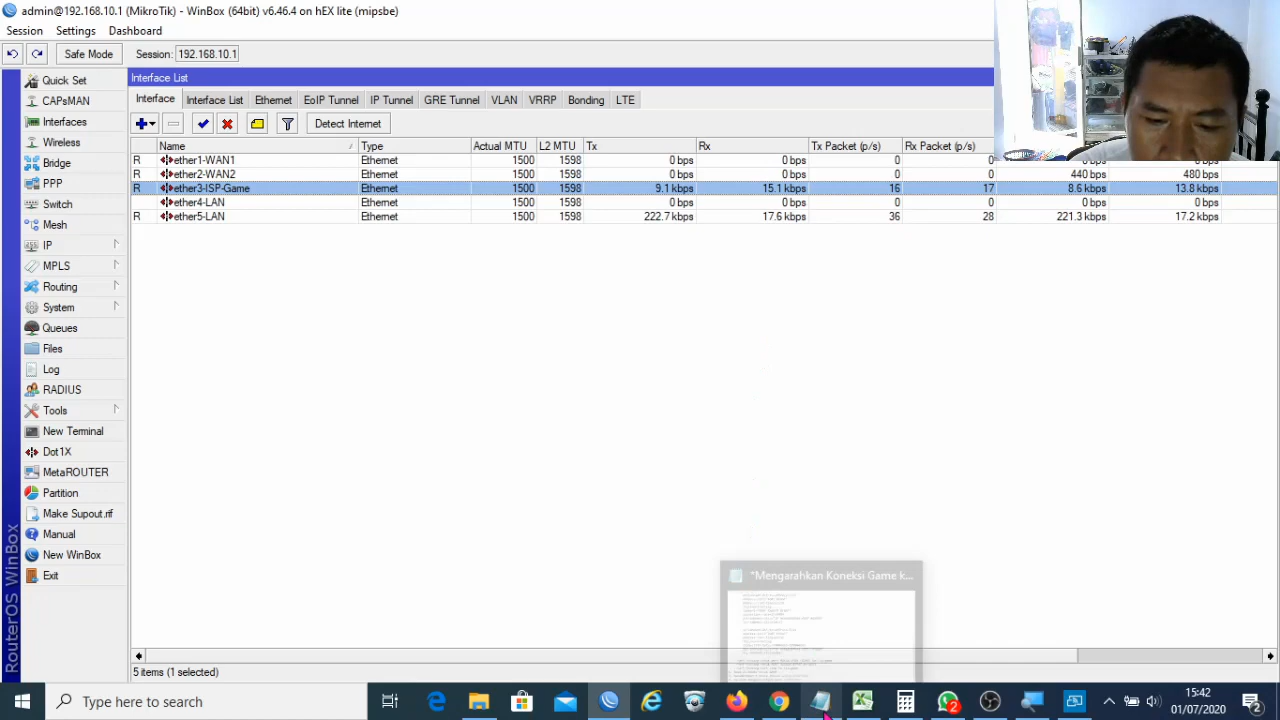 admin@192.168.10.1 (MikroTik) - WinBox (64bit) v6.46.4 on hEX lite (mipsbe)
Session Settings Dashboard
Safe Mode Session: 192.168.10.1
Quick Set
CAPsMAN
Interfaces
Wireless
Bridge
PPP
Switch
Mesh
IP
MPLS
Routing
System
Queues
Files
Log
RADIUS
Tools
New Terminal
Dot1X
MetaROUTER
Partition
Make Supout.rif
Manual
New WinBox
Exit
RouterOS WinBox
Interface List
Interface Interface List Ethernet EoIP Tunnel IP Tunnel GRE Tunnel VLAN VRRP Bonding LTE
Detect Internet
Name Type Actual MTU L2 MTU Tx Rx Tx Packet (p/s) Rx Packet (p/s)
R ether1-WAN1 Ethernet 1500 1598 0 bps 0 bps 0 0
R ether2-WAN2 Ethernet 1500 1598 0 bps 0 bps 0 0 440 bps 480 bps
R ether3-ISP-Game Ethernet 1500 1598 9.1 kbps 15.1 kbps 16 17 8.6 kbps 13.8 kbps
ether4-LAN Ethernet 1500 1598 0 bps 0 bps 0 0 0 bps 0 bps
R ether5-LAN Ethernet 1500 1598 222.7 kbps 17.6 kbps 36 28 221.3 kbps 17.2 kbps
"Mengarahkan Koneksi Game k...
5 items (1 selected)
Type here to search
2
15:42
01/07/2020
2